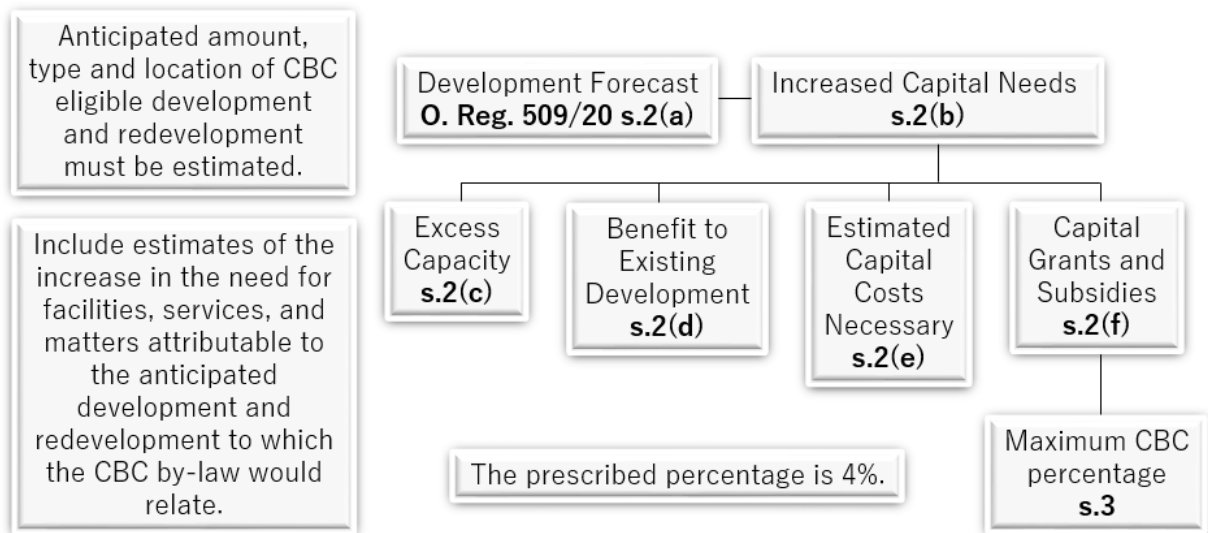 Anticipated amount,
type and location of CBC
eligible development
and redevelopment
must be estimated.
Include estimates of the
increase in the need for
facilities, services, and
matters attributable to
the anticipated
development and
redevelopment to which
the CBC by-law would
relate.
Development Forecast
O. Reg. 509/20 s.2(a)
Increased Capital Needs
s.2(b)
Excess
Capacity
s.2(c)
Benefit to
Existing
Development
s.2(d)
Estimated
Capital
Costs
Necessary
s.2(e)
Capital
Grants and
Subsidies
s.2(f)
Maximum CBC
percentage
s.3
The prescribed percentage is 4%.